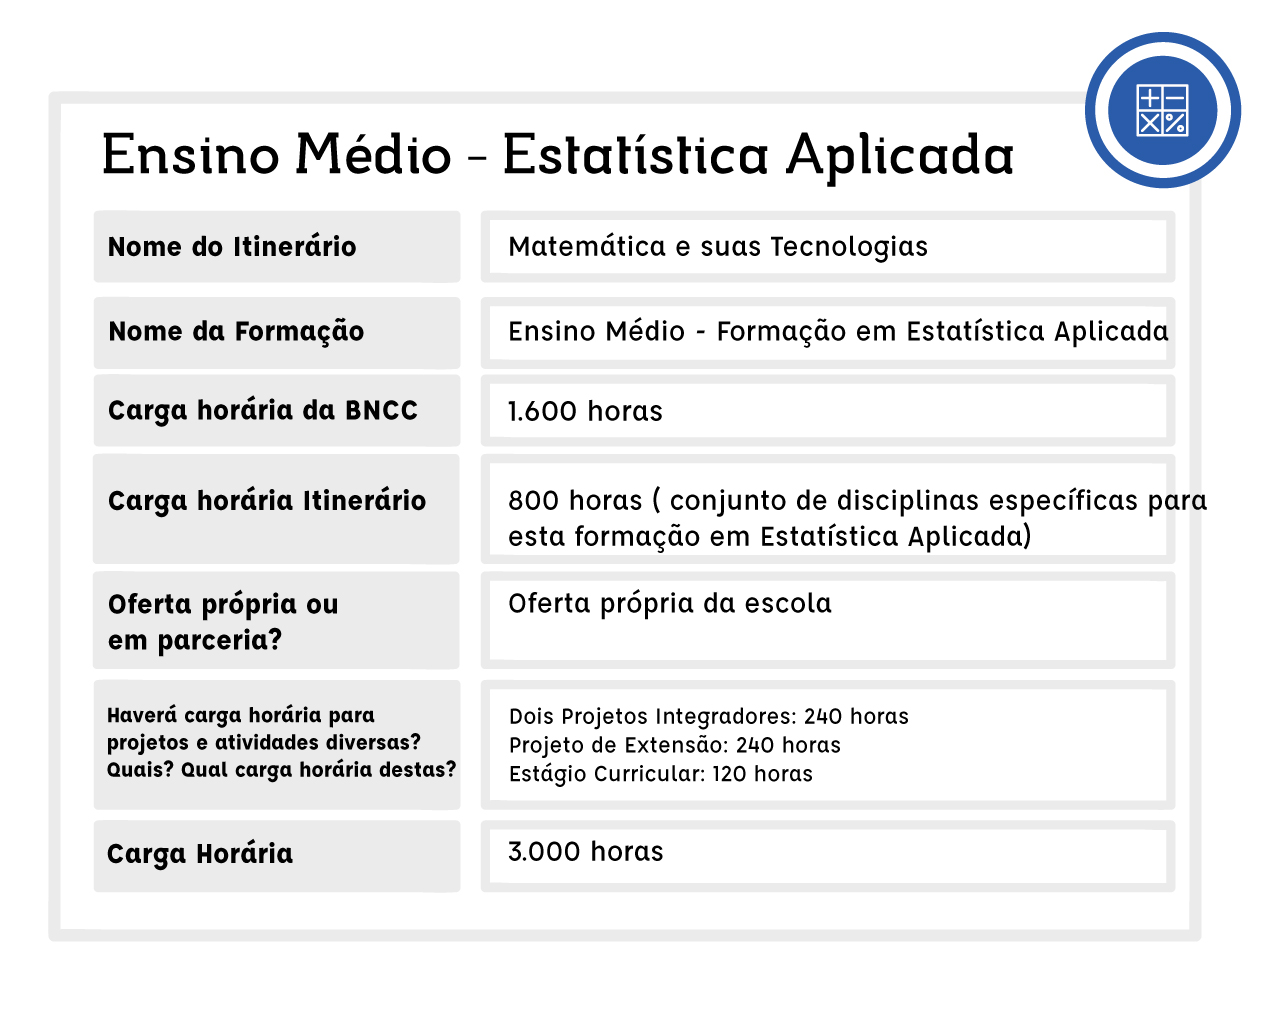 Ensino Médio - Estatística Aplicada
Nome do Itinerário
Matemática e suas Tecnologias
Nome da Formação
Ensino Médio - Formação em Estatística Aplicada
Carga horária da BNCC
1.600 horas
Carga horária Itinerário
800 horas ( conjunto de disciplinas específicas para
esta formação em Estatística Aplicada)
Oferta própria ou
em parceria?
Oferta própria da escola
Haverá carga horária para
projetos e atividades diversas?
Quais? Qual carga horária destas?
Dois Projetos Integradores: 240 horas
Projeto de Extensão: 240 horas
Estágio Curricular: 120 horas
Carga Horária
3.000 horas